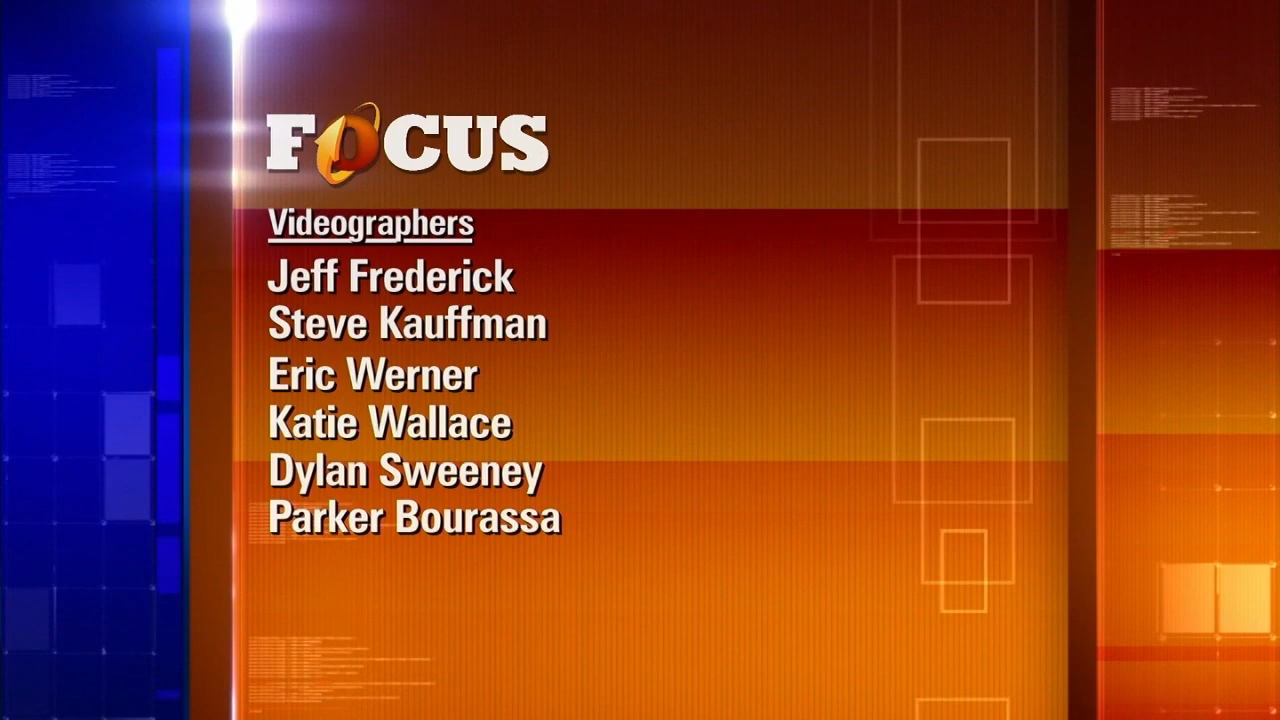 FOCUS
Videographers
Jeff Frederick
Steve Kauffman
Eric Werner
Katie Wallace
Dylan Sweeney
Parker Bourassa